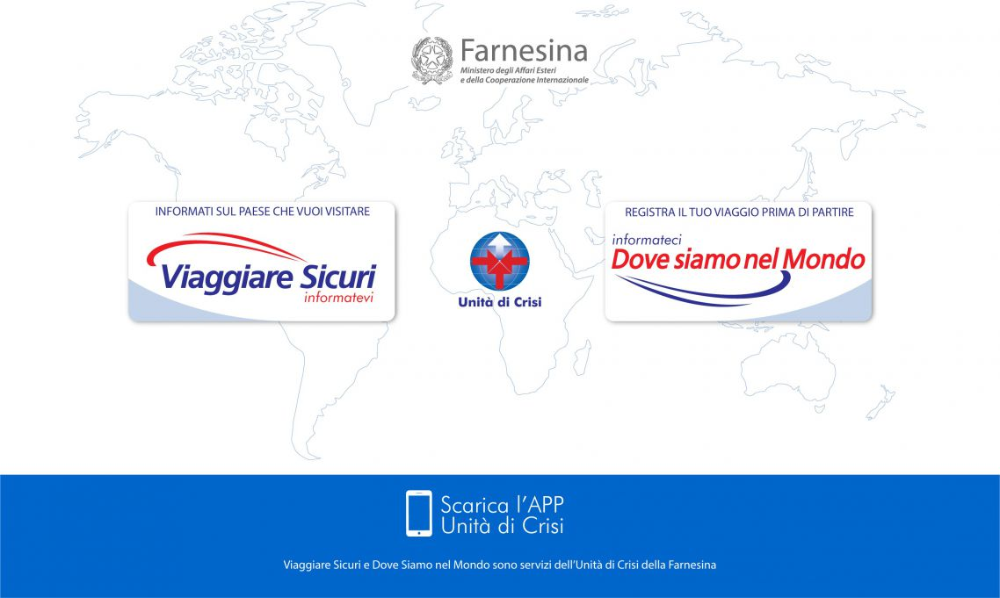 Farnesina
Ministero degli Affari Esteri
e della Cooperazione Internazionale
INFORMATI SUL PAESE CHE VUOI VISITARE
Viaggiare Sicuri
informatevi
Unità di Crisi
REGISTRA IL TUO VIAGGIO PRIMA DI PARTIRE
informateci
Dove siamo nel Mondo
Scarica l'APP
Unità di Crisi
Viaggiare Sicuri e Dove Siamo nel Mondo sono servizi dell'Unità di Crisi della Farnesina